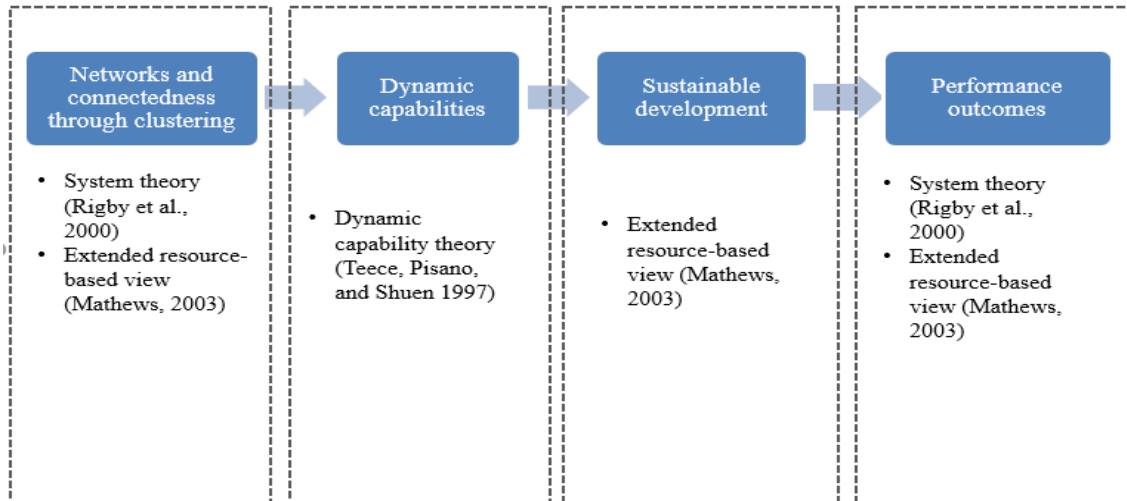 Networks and
connectedness
through clustering
• System theory
(Rigby et al.,
2000)
• Extended resource-
based view
(Mathews, 2003)
Dynamic
capabilities
• Dynamic
capability theory
(Teece, Pisano,
and Shuen 1997)
Sustainable
development
• Extended
resource-based
view (Mathews,
2003)
Performance
outcomes
• System theory
(Rigby et al.,
2000)
• Extended
resource-based
view (Mathews,
2003)